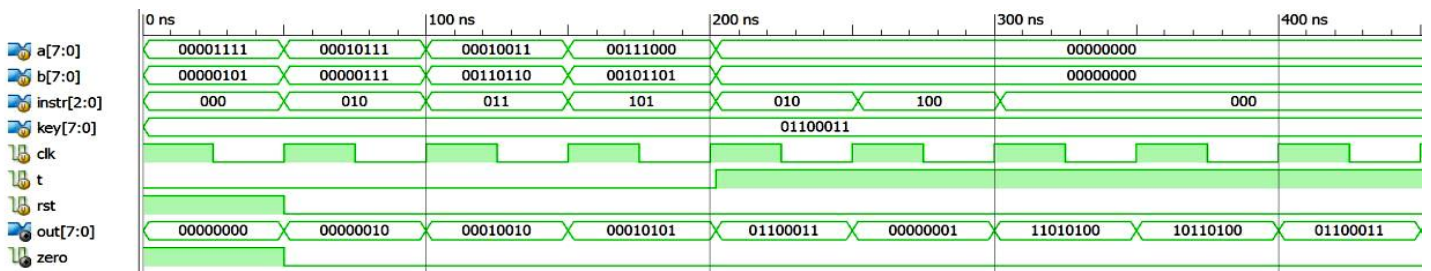 0 ns 100 ns 200 ns 300 ns 400 ns
a[7:0] 00001111 00010111 00010011 00111000 00000000
b[7:0] 00000101 00000111 00110110 00101101 00000000
instr[2:0] 000 010 011 101 010 100 000
key[7:0] 01100011
clk
t
rst
out[7:0] 00000000 00000010 00010010 00010101 01100011 00000001 11010100 10110100 01100011
zero